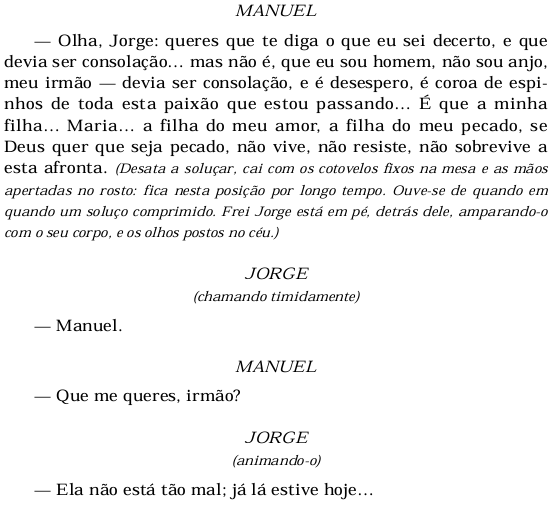 MANUEL
— Olha, Jorge: queres que te diga o que eu sei decerto, e que
devia ser consolação… mas não é, que eu sou homem, não sou anjo,
meu irmão — devia ser consolação, e é desespero, é coroa de espi-
nhos de toda esta paixão que estou passando… É que a minha
filha… Maria… a filha do meu amor, a filha do meu pecado, se
Deus quer que seja pecado, não vive, não resiste, não sobrevive a
esta afronta. (Desata a soluçar, cai com os cotovelos fixos na mesa e as mãos
apertadas no rosto: fica nesta posição por longo tempo. Ouve-se de quando em
quando um soluço comprimido. Frei Jorge está em pé, detrás dele, amparando-o
com o seu corpo, e os olhos postos no céu.)
JORGE
(chamando timidamente)
— Manuel.
MANUEL
— Que me queres, irmão?
JORGE
(animando-o)
— Ela não está tão mal; já lá estive hoje…